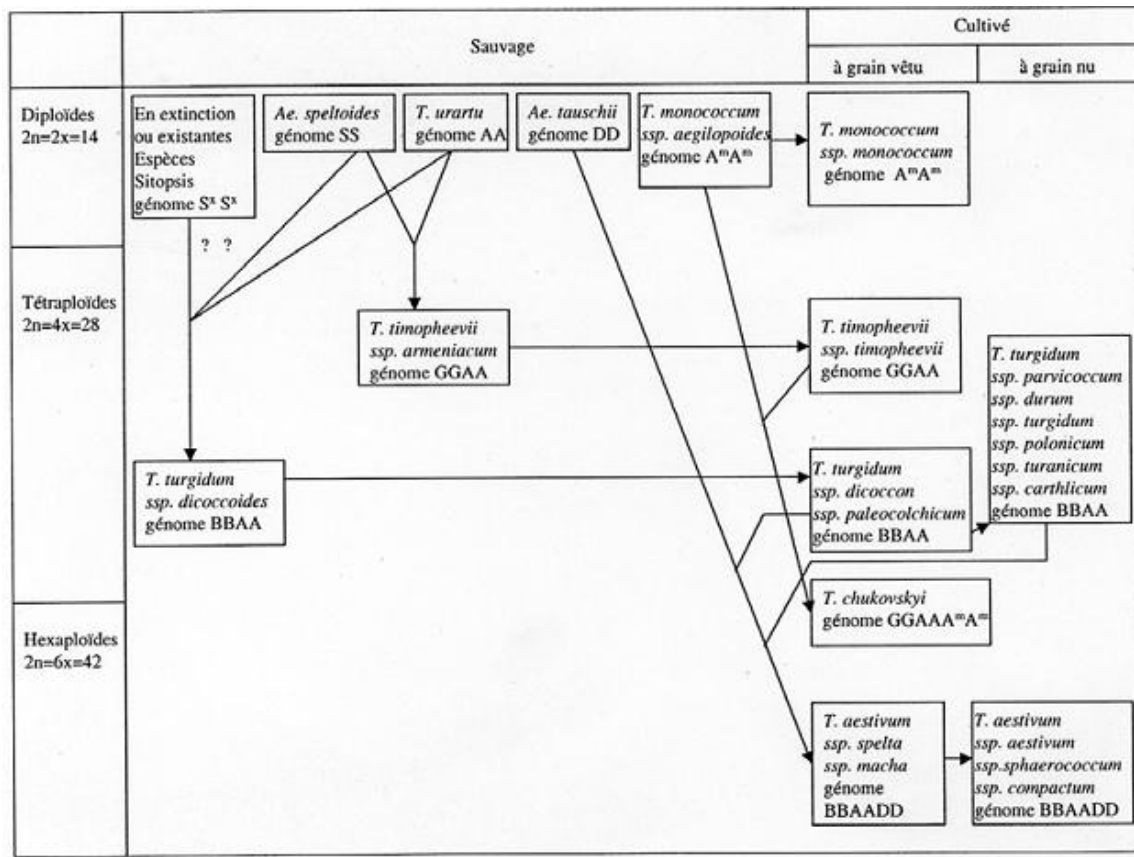 Sauvage
Cultivé
à grain vêtu
à grain nu
Diploïdes
2n=2x=14
En extinction
ou existantes
Espèces
Sitopsis
génome Sˣ Sˣ
Ae. speltoides
génome SS
T. urartu
génome AA
Ae. tauschii
génome DD
T. monococcum
ssp. aegilopoides
génome AᵐAᵐ
T. monococcum
ssp. monococcum
génome AᵐAᵐ
? ?
Tétraploïdes
2n=4x=28
T. timopheevii
ssp. armeniacum
génome GGAA
T. timopheevii
ssp. timopheevii
génome GGAA
T. turgidum
ssp. parvicoccum
ssp. durum
ssp. turgidum
ssp. polonicum
ssp. turanicum
ssp. carthlicum
génome BBAA
T. turgidum
ssp. dicoccoides
génome BBAA
T. turgidum
ssp. dicoccon
ssp. paleocolchicum
génome BBAA
Hexaploïdes
2n=6x=42
T. chukovskyi
génome GGAAAᵐAᵐ
T. aestivum
ssp. spelta
ssp. macha
génome
BBAADD
T. aestivum
ssp. aestivum
ssp.sphaerococcum
ssp. compactum
génome BBAADD